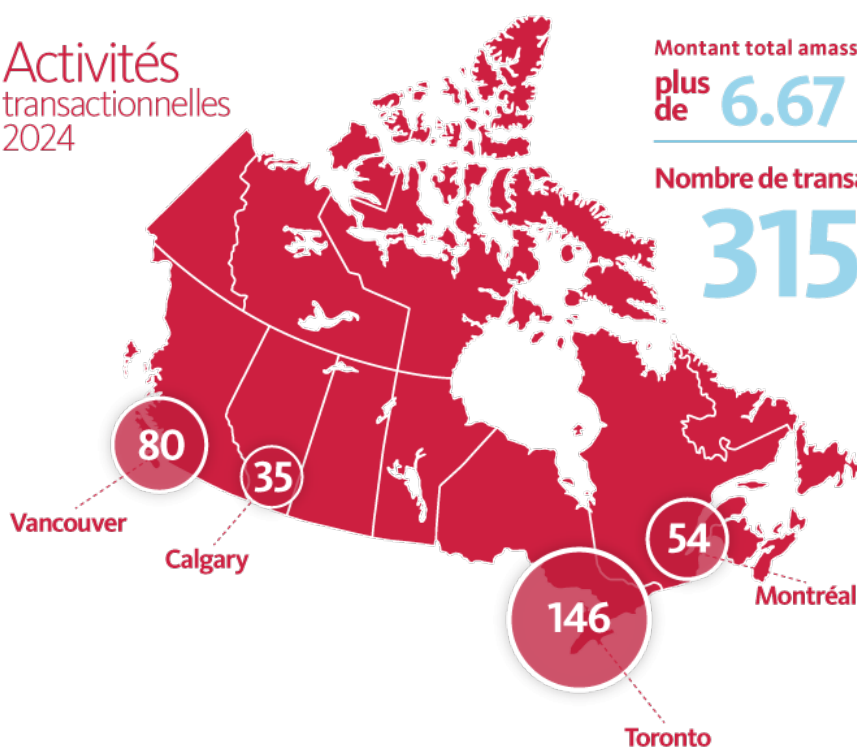 Activités
transactionnelles
2024
Montant total amass
plus
de 6.67
Nombre de transa
315
80
Vancouver
35
Calgary
54
Montréal
146
Toronto